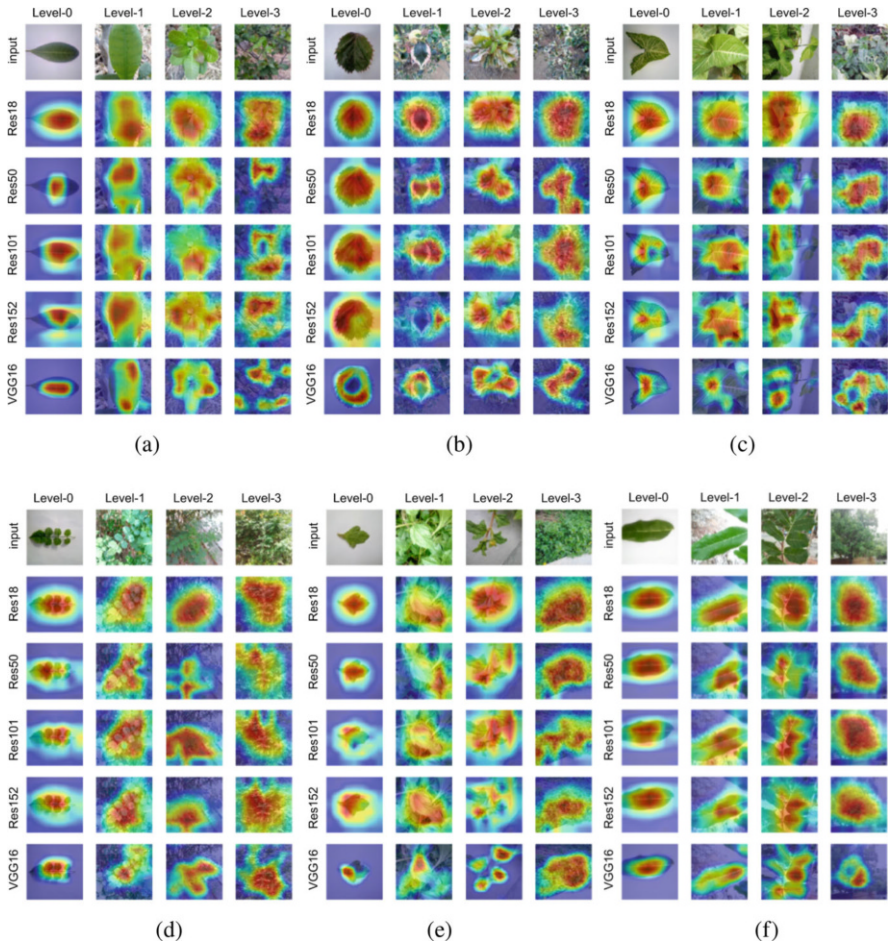 Level-0 Level-1 Level-2 Level-3 Level-0 Level-1 Level-2 Level-3 Level-0 Level-1 Level-2 Level-3
input input input
Res18 Res18 Res18
Res50 Res50 Res50
Res101 Res101 Res101
Res152 Res152 Res152
VGG16 VGG16 VGG16
(a) (b) (c)
Level-0 Level-1 Level-2 Level-3 Level-0 Level-1 Level-2 Level-3 Level-0 Level-1 Level-2 Level-3
input input input
Res18 Res18 Res18
Res50 Res50 Res50
Res101 Res101 Res101
Res152 Res152 Res152
VGG16 VGG16 VGG16
(d) (e) (f)